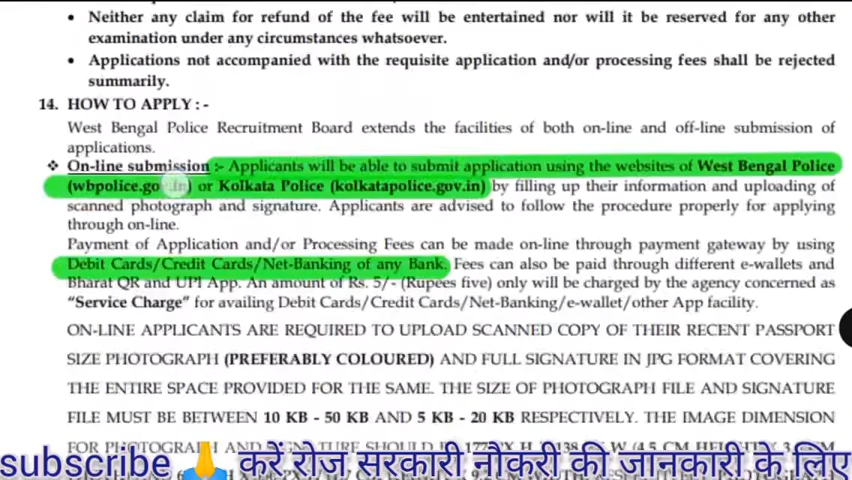 • Neither any claim for refund of the fee will be entertained nor will it be reserved for any other
examination under any circumstances whatsoever.
• Applications not accompanied with the requisite application and/or processing fees shall be rejected
summarily.
14. HOW TO APPLY : -
West Bengal Police Recruitment Board extends the facilities of both on-line and off-line submission of
applications.
❖ On-line submission :- Applicants will be able to submit application using the websites of West Bengal Police
(wbpolice.gov.in) or Kolkata Police (kolkatapolice.gov.in) by filling up their information and uploading of
scanned photograph and signature. Applicants are advised to follow the procedure properly for applying
through on-line.
Payment of Application and/or Processing Fees can be made on-line through payment gateway by using
Debit Cards/Credit Cards/Net-Banking of any Bank. Fees can also be paid through different e-wallets and
Bharat QR and UPI App. An amount of Rs. 5/- (Rupees five) only will be charged by the agency concerned as
"Service Charge" for availing Debit Cards/Credit Cards/Net-Banking/e-wallet/other App facility.
ON-LINE APPLICANTS ARE REQUIRED TO UPLOAD SCANNED COPY OF THEIR RECENT PASSPORT
SIZE PHOTOGRAPH (PREFERABLY COLOURED) AND FULL SIGNATURE IN JPG FORMAT COVERING
THE ENTIRE SPACE PROVIDED FOR THE SAME. THE SIZE OF PHOTOGRAPH FILE AND SIGNATURE
FILE MUST BE BETWEEN 10 KB - 50 KB AND 5 KB - 20 KB RESPECTIVELY. THE IMAGE DIMENSION
FOR PHOTOGRAPH AND SIGNATURE SHOULD
subscribe 🙏 करें रोज सरकारी नौकरी की जानकारी के लिए